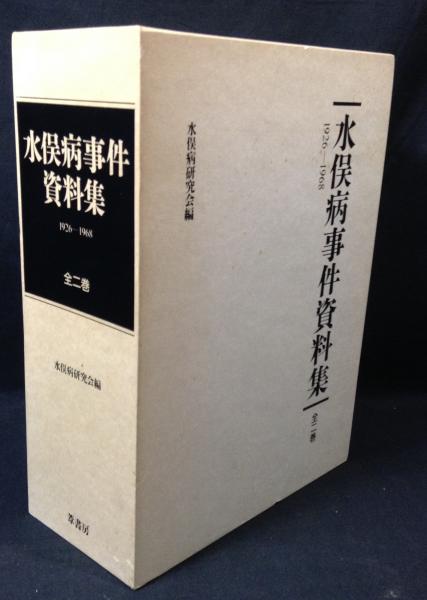 水俣病事件
資料集
1926–1968
全二巻
水俣病研究会編
葦書房
水俣病事件資料集
1926—1968
全二巻
水俣病研究会編